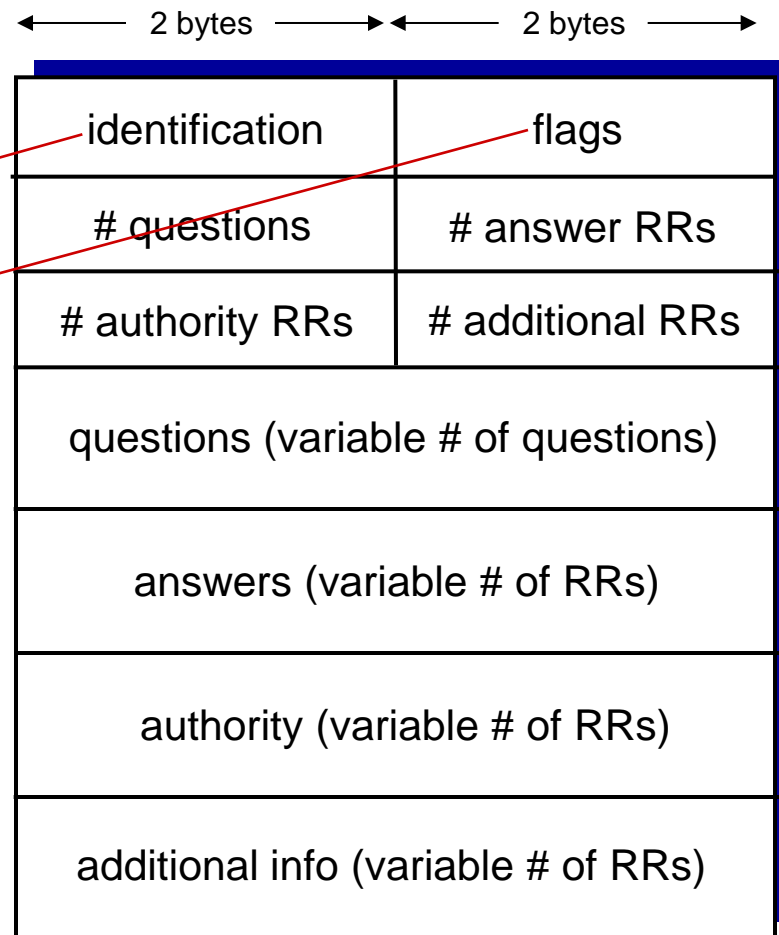 2 bytes 2 bytes
identification flags
# questions # answer RRs
# authority RRs # additional RRs
questions (variable # of questions)
answers (variable # of RRs)
authority (variable # of RRs)
additional info (variable # of RRs)